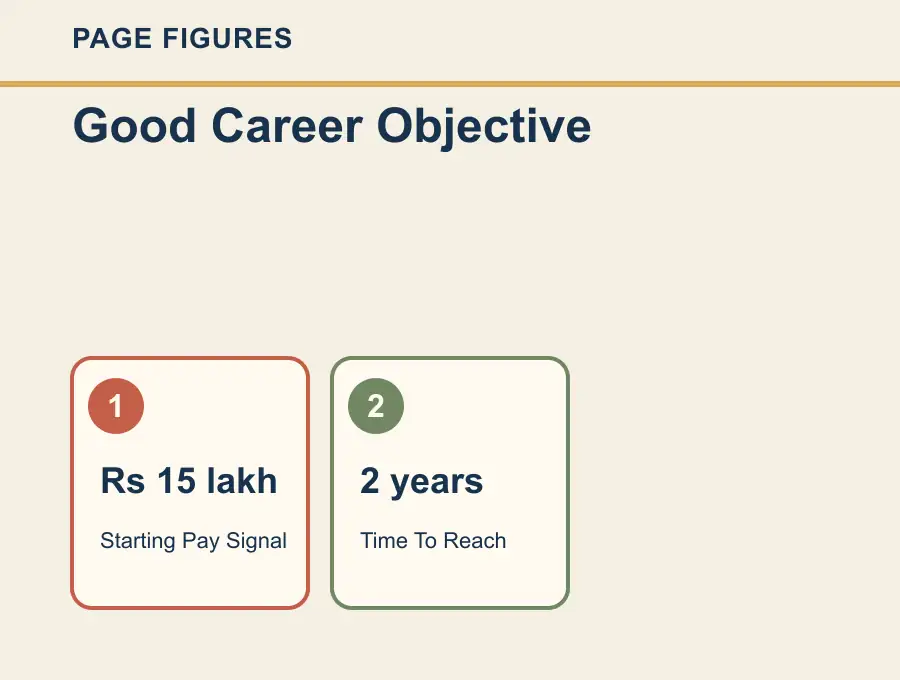 PAGE FIGURES
Good Career Objective
1
Rs 15 lakh
Starting Pay Signal
2
2 years
Time To Reach